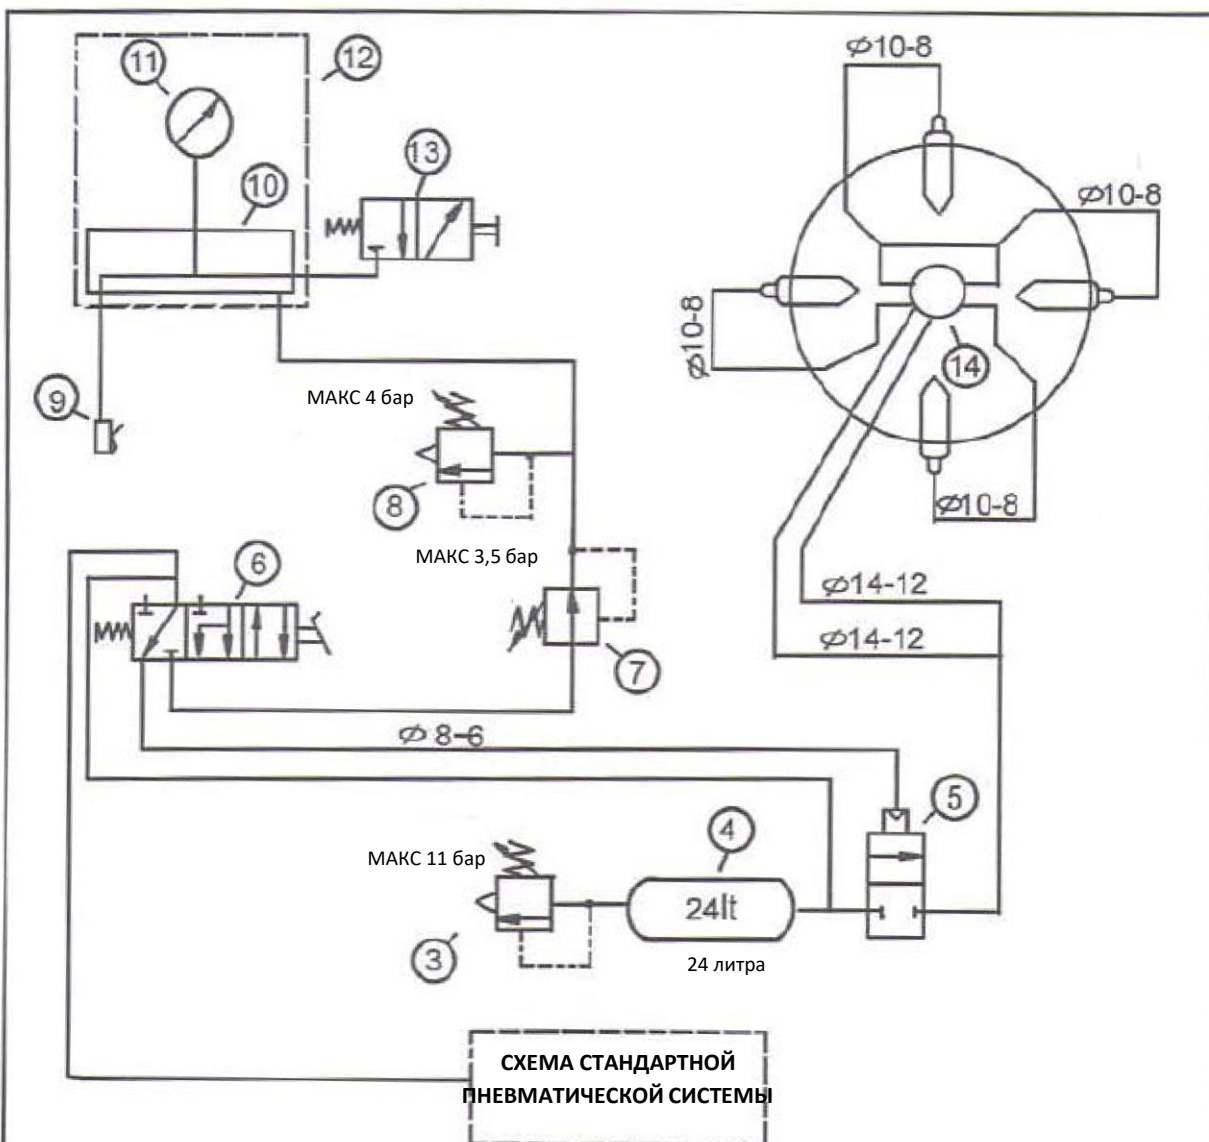 11
12
Ø10-8
13
10
Ø10-8
Ø10-8
14
9
МАКС 4 бар
8
Ø10-8
МАКС 3,5 бар
6
Ø14-12
Ø14-12
7
Ø 8-6
5
4
МАКС 11 бар
24lt
3
24 литра
СХЕМА СТАНДАРТНОЙ
ПНЕВМАТИЧЕСКОЙ СИСТЕМЫ